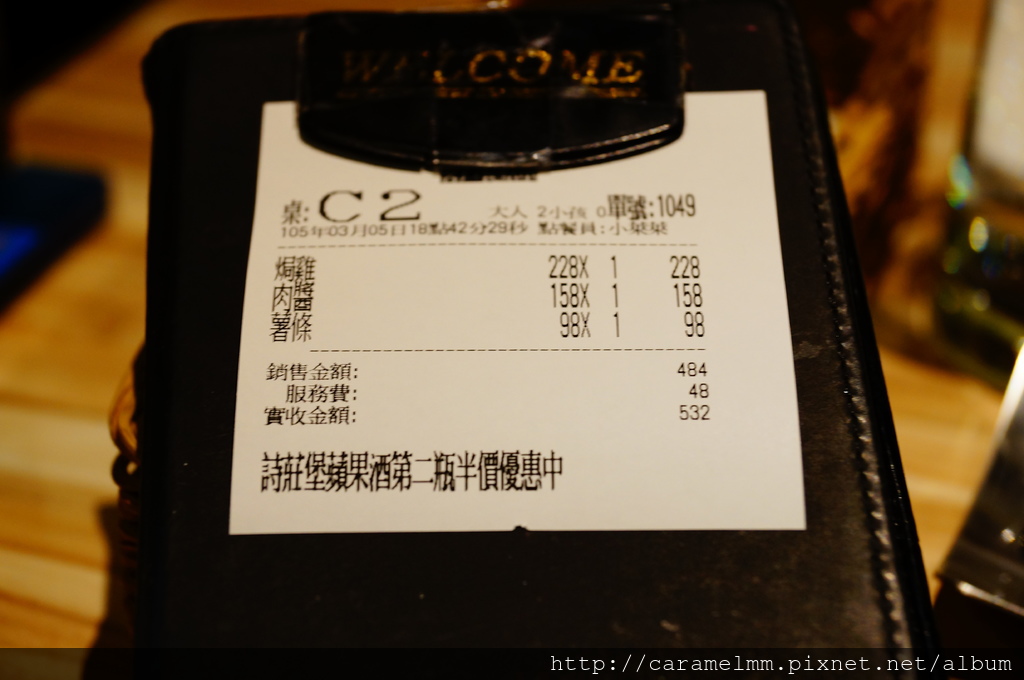 WELCOME
桌: C2 大人 2小孩 0單號:1049
105年03月05日18點42分29秒 點餐員:小葉葉
焗雞 228X 1 228
肉醬 158X 1 158
薯條 98X 1 98
銷售金額: 484
服務費: 48
實收金額: 532
詩莊堡蘋果酒第二瓶半價優惠中
http://caramelmm.pixnet.net/album